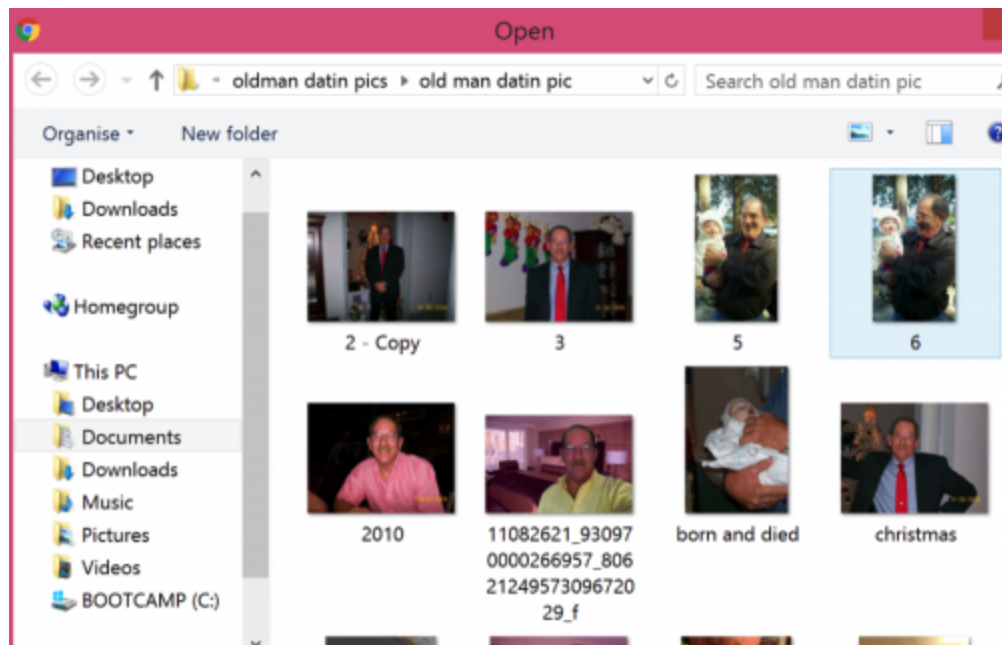 Open
oldman datin pics
old man datin pic
Search old man datin pic
Organise
New folder
Desktop
Downloads
Recent places
Homegroup
This PC
Desktop
Documents
Downloads
Music
Pictures
Videos
BOOTCAMP (C:)
2 - Copy
3
5
6
2010
11082621_93097
0000266957_806
21249573096720
29_f
born and died
christmas